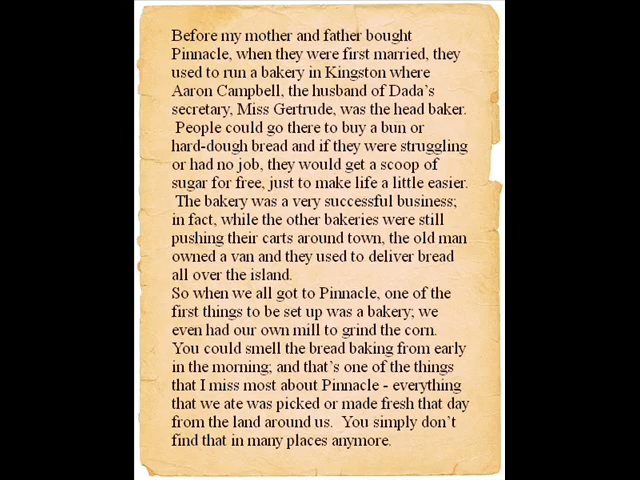 Before my mother and father bought
Pinnacle, when they were first married, they
used to run a bakery in Kingston where
Aaron Campbell, the husband of Dada's
secretary, Miss Gertrude, was the head baker.
People could go there to buy a bun or
hard-dough bread and if they were struggling
or had no job, they would get a scoop of
sugar for free, just to make life a little easier.
The bakery was a very successful business;
in fact, while the other bakeries were still
pushing their carts around town, the old man
owned a van and they used to deliver bread
all over the island.
So when we all got to Pinnacle, one of the
first things to be set up was a bakery; we
even had our own mill to grind the corn.
You could smell the bread baking from early
in the morning; and that's one of the things
that I miss most about Pinnacle - everything
that we ate was picked or made fresh that day
from the land around us.  You simply don't
find that in many places anymore.